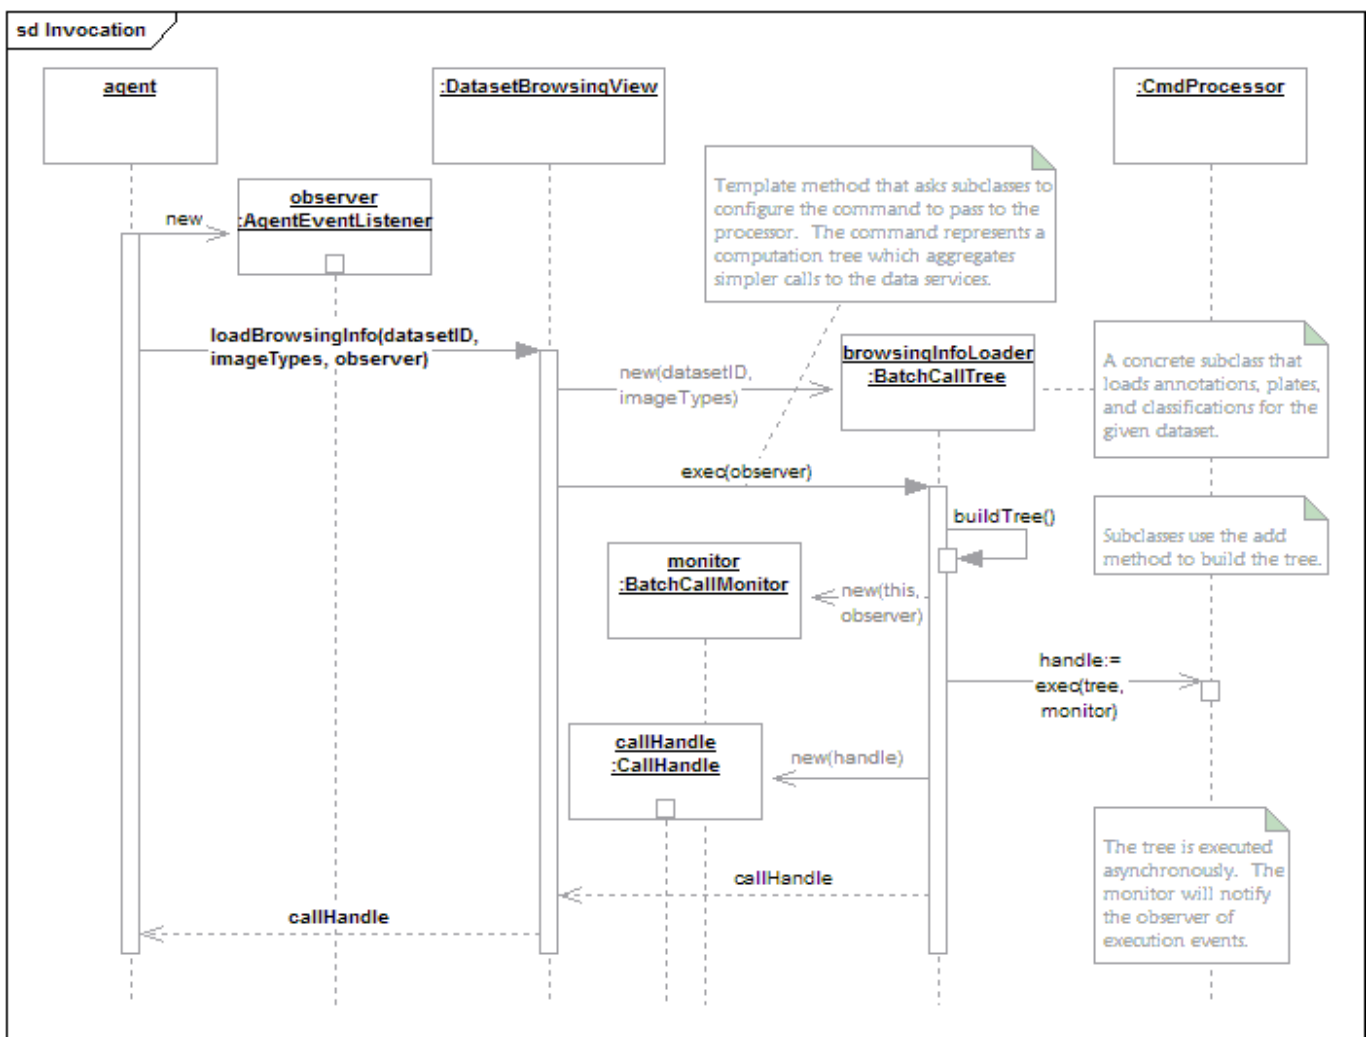 sd Invocation
agent
:DatasetBrowsingView
:CmdProcessor
Template method that asks subclasses to
configure the command to pass to the
processor. The command represents a
computation tree which aggregates
simpler calls to the data services.
observer
:AgentEventListener
new
loadBrowsingInfo(datasetID,
imageTypes, observer)
new(datasetID,
imageTypes)
browsingInfoLoader
:BatchCallTree
A concrete subclass that
loads annotations, plates,
and classifications for the
given dataset.
exec(observer)
buildTree()
Subclasses use the add
method to build the tree.
monitor
:BatchCallMonitor
new(this,
observer)
handle:=
exec(tree,
monitor)
callHandle
:CallHandle
new(handle)
The tree is executed
asynchronously. The
monitor will notify
the observer of
execution events.
callHandle
callHandle